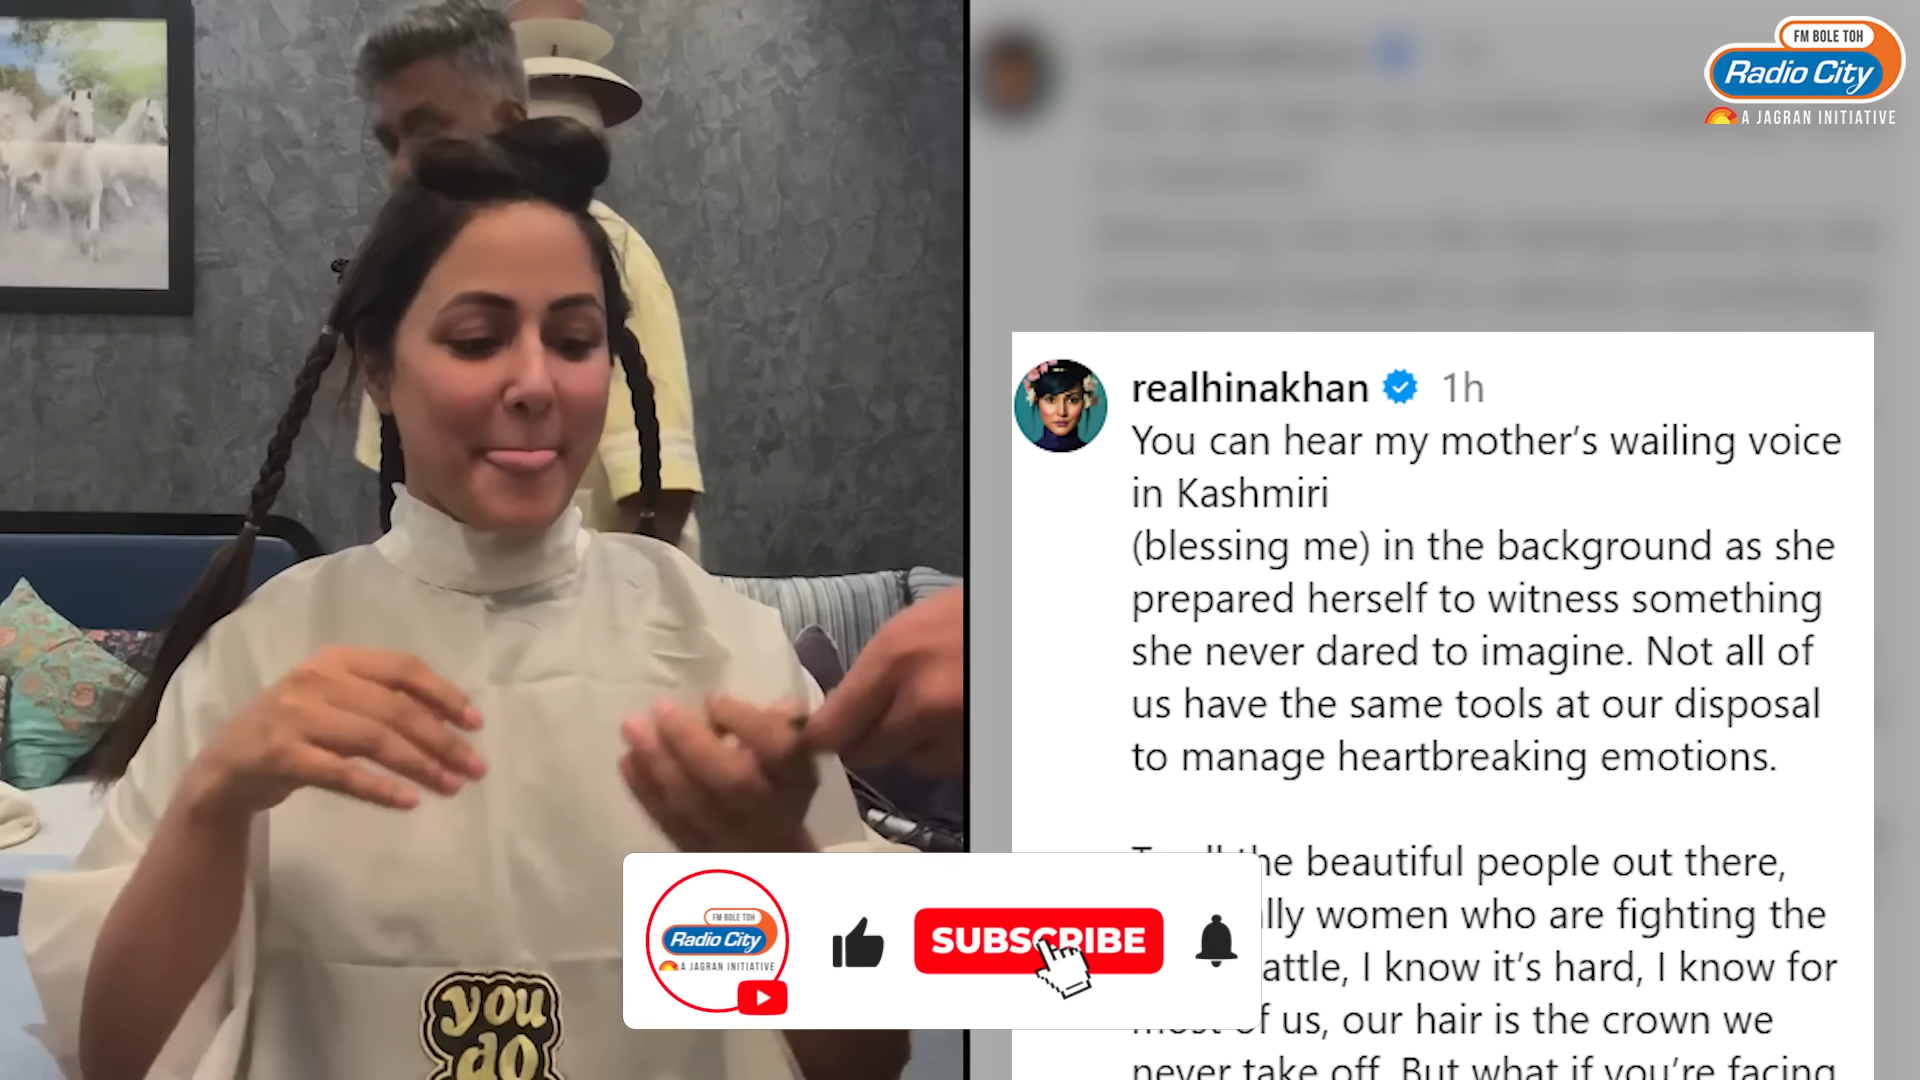 FM BOLE TOH
Radio City
A JAGRAN INITIATIVE
realhinakhan 1h
You can hear my mother’s wailing voice
in Kashmiri
(blessing me) in the background as she
prepared herself to witness something
she never dared to imagine. Not all of
us have the same tools at our disposal
to manage heartbreaking emotions.
the beautiful people out there,
women who are fighting the
I know it’s hard, I know for
of us, our hair is the crown we
never take off. But what if you’re facing
FM BOLE TOH
Radio City
A JAGRAN INITIATIVE
SUBSCRIBE
you
do